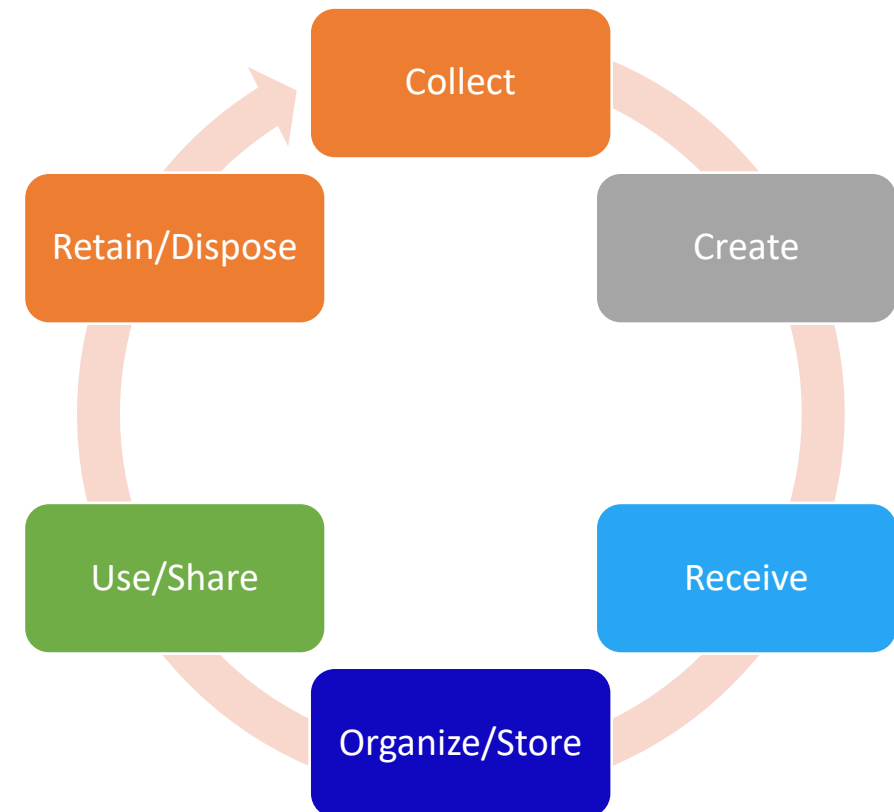 Collect
Create
Receive
Organize/Store
Use/Share
Retain/Dispose